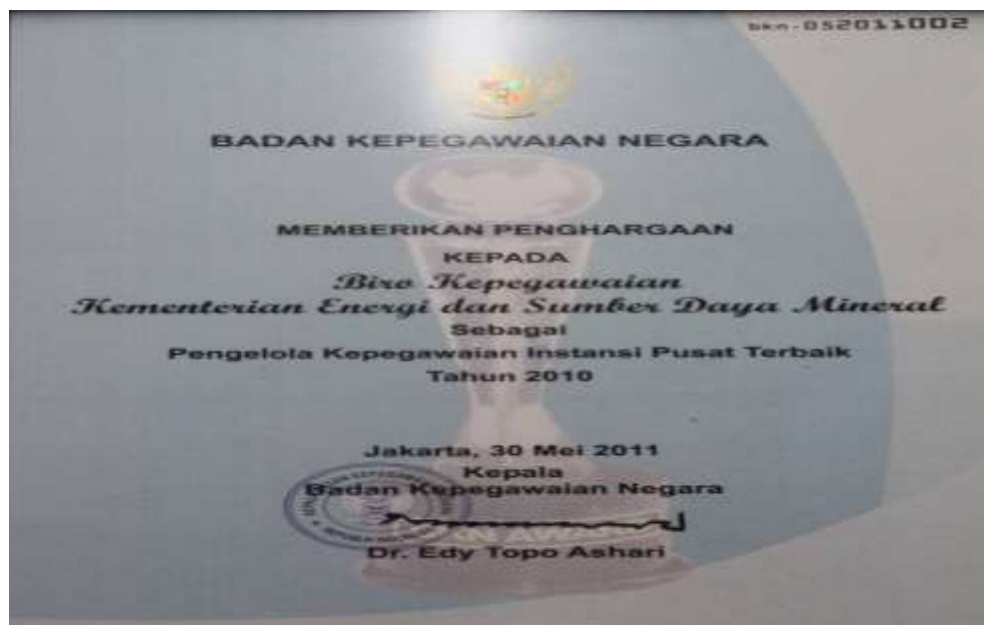 bkn-052011002
BADAN KEPEGAWAIAN NEGARA
MEMBERIKAN PENGHARGAAN
KEPADA
Biro Kepegawaian
Kementerian Energi dan Sumber Daya Mineral
Sebagai
Pengelola Kepegawaian Instansi Pusat Terbaik
Tahun 2010
Jakarta, 30 Mei 2011
Kepala
Badan Kepegawaian Negara
Dr. Edy Topo Ashari